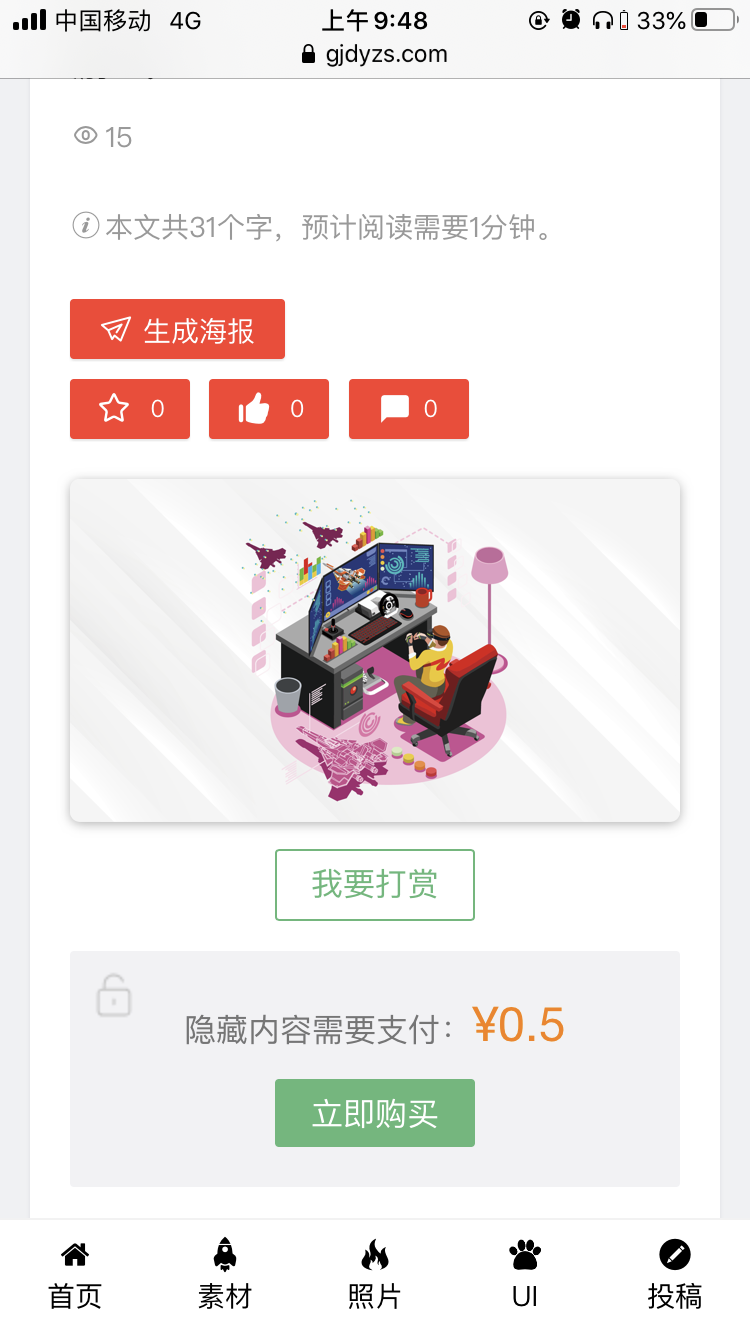 中国移动 4G 上午9:48 33%
gjdyzs.com
15
本文共31个字，预计阅读需要1分钟。
生成海报
0 0 0
我要打赏
隐藏内容需要支付：¥0.5
立即购买
首页 素材 照片 UI 投稿